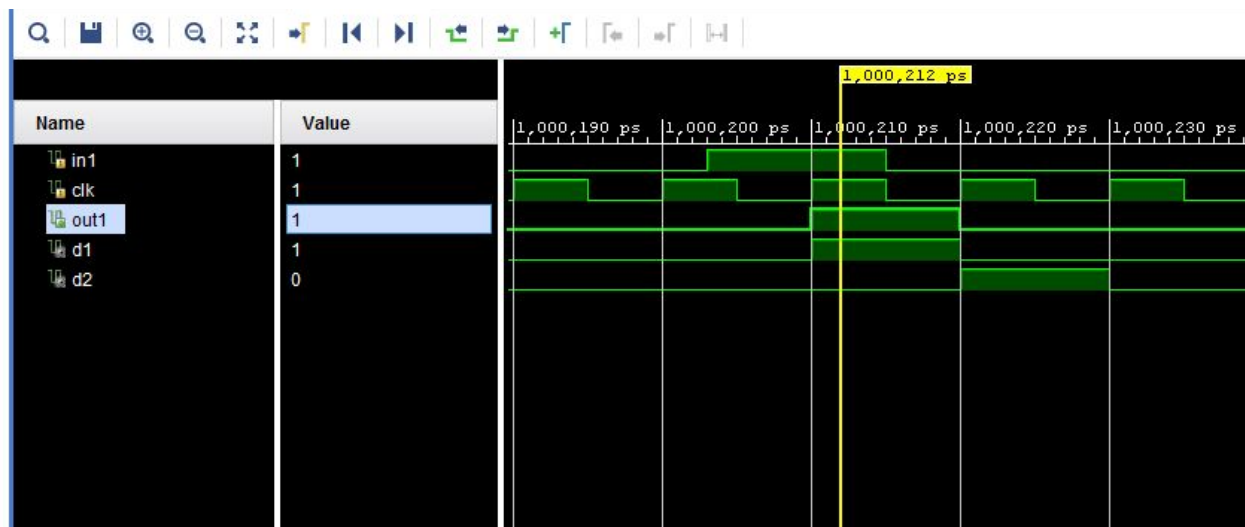 1,000,212 ps
Name Value
1,000,190 ps 1,000,200 ps 1,000,210 ps 1,000,220 ps 1,000,230 ps
in1 1
clk 1
out1 1
d1 1
d2 0